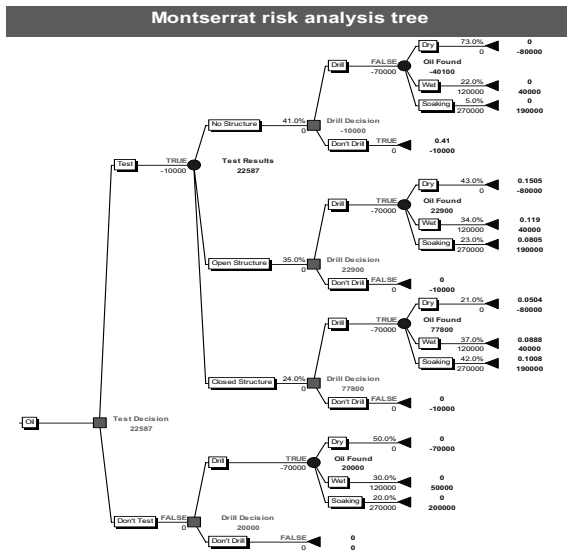 Montserrat risk analysis tree
Dry 73.0% 0
0 -80000
Drill FALSE Oil Found
-70000 -40100
Wet 22.0% 0
120000 40000
Soaking 5.0% 0
270000 190000
No Structure 41.0% Drill Decision
0 -10000
Don't Drill TRUE 0.41
0 -10000
Test TRUE Test Results
-10000 22587
Dry 43.0% 0.1505
0 -80000
Drill TRUE Oil Found
-70000 22900
Wet 34.0% 0.119
120000 40000
Soaking 23.0% 0.0805
270000 190000
Open Structure 35.0% Drill Decision
0 22900
Don't Drill FALSE 0
0 -10000
Dry 21.0% 0.0504
0 -80000
Drill TRUE Oil Found
-70000 77800
Wet 37.0% 0.0888
120000 40000
Soaking 42.0% 0.1008
270000 190000
Closed Structure 24.0% Drill Decision
0 77800
Don't Drill FALSE 0
0 -10000
Oil Test Decision
22587
Dry 50.0% 0
0 -70000
Drill TRUE Oil Found
-70000 20000
Wet 30.0% 0
120000 50000
Soaking 20.0% 0
270000 200000
Don't Test FALSE Drill Decision
0 20000
Don't Drill FALSE 0
0 0